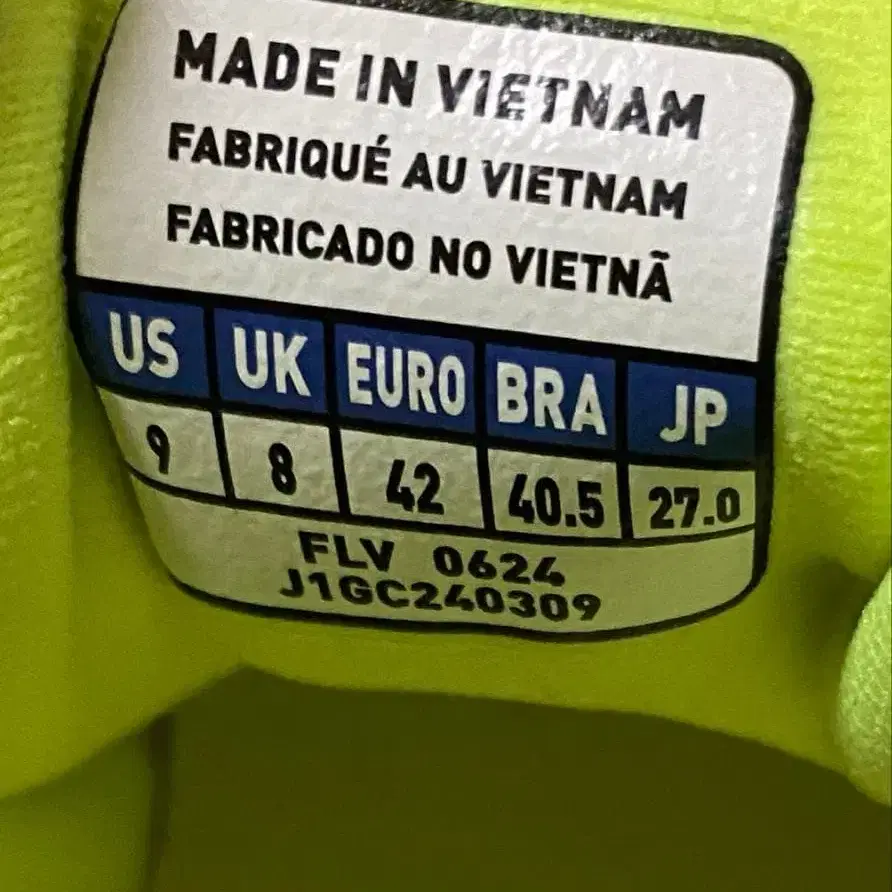 MADE IN VIETNAM
FABRIQUÉ AU VIETNAM
FABRICADO NO VIETNÃ
US UK EURO BRA JP
9 8 42 40.5 27.0
FLV 0624
J1GC240309